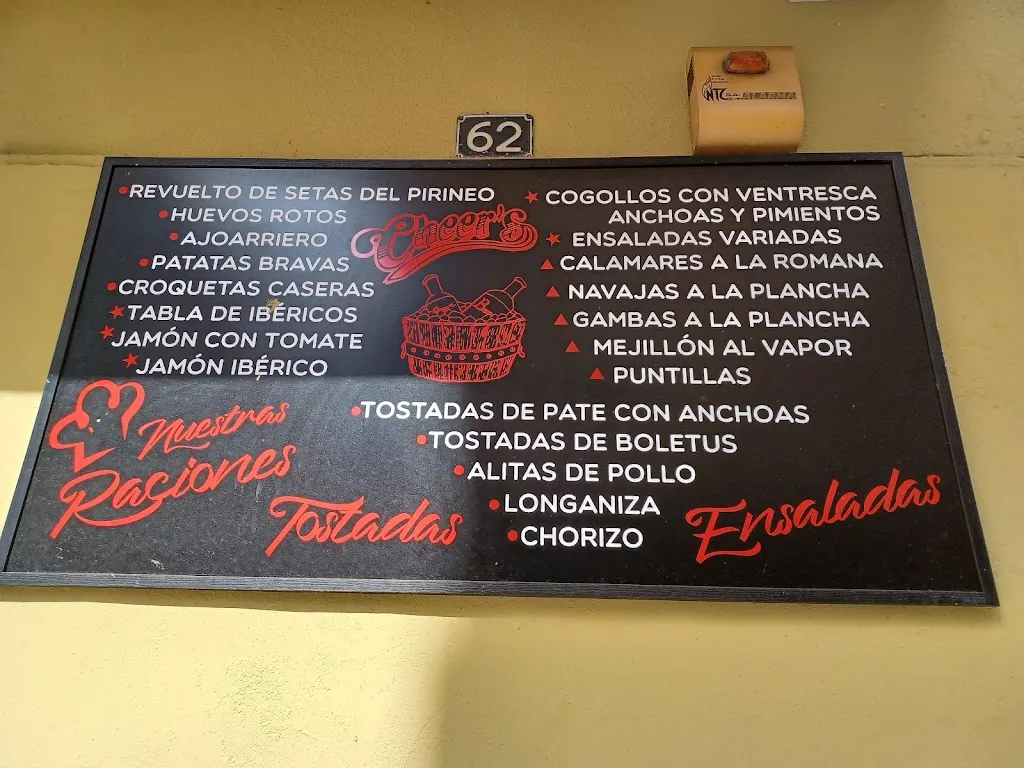 62
NTC S.A. ALARMA
REVUELTO DE SETAS DEL PIRINEO
HUEVOS ROTOS
AJOARRIERO
PATATAS BRAVAS
CROQUETAS CASERAS
TABLA DE IBÉRICOS
JAMÓN CON TOMATE
JAMÓN IBÉRICO
Cheer's
COGOLLOS CON VENTRESCA
ANCHOAS Y PIMIENTOS
ENSALADAS VARIADAS
CALAMARES A LA ROMANA
NAVAJAS A LA PLANCHA
GAMBAS A LA PLANCHA
MEJILLÓN AL VAPOR
PUNTILLAS
TOSTADAS DE PATE CON ANCHOAS
TOSTADAS DE BOLETUS
ALITAS DE POLLO
LONGANIZA
CHORIZO
Nuestras
Raciones
Tostadas
Ensaladas